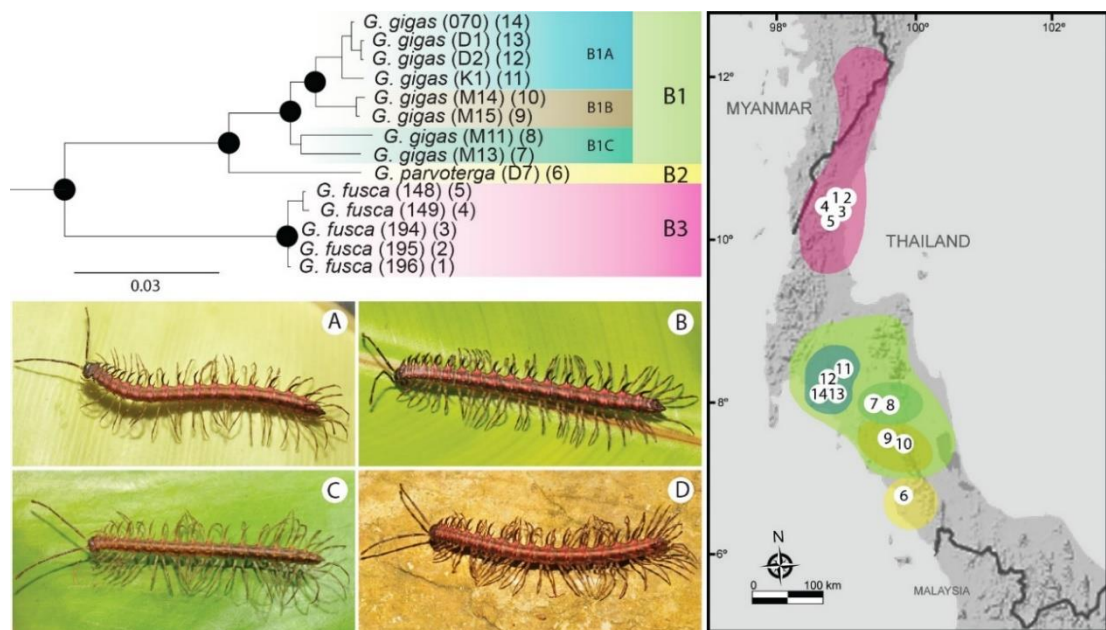 G. gigas (070) (14)
G. gigas (D1) (13)
G. gigas (D2) (12)
G. gigas (K1) (11)
B1A
G. gigas (M14) (10)
G. gigas (M15) (9)
B1B
G. gigas (M11) (8)
G. gigas (M13) (7)
B1C
B1
G. parvoterga (D7) (6)
B2
G. fusca (148) (5)
G. fusca (149) (4)
G. fusca (194) (3)
G. fusca (195) (2)
G. fusca (196) (1)
B3
0.03
A
B
C
D
98° 100° 102°
12°
MYANMAR
1 2
4 3
5
10°
THAILAND
11
12
14 13
8°
7 8
9 10
6
6°
N
0 100 km
MALAYSIA